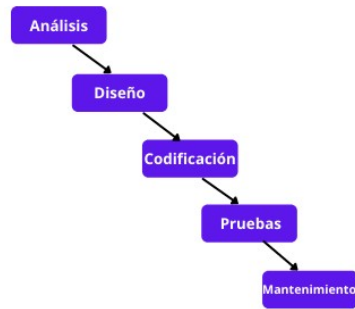 Análisis
Diseño
Codificación
Pruebas
Mantenimiento